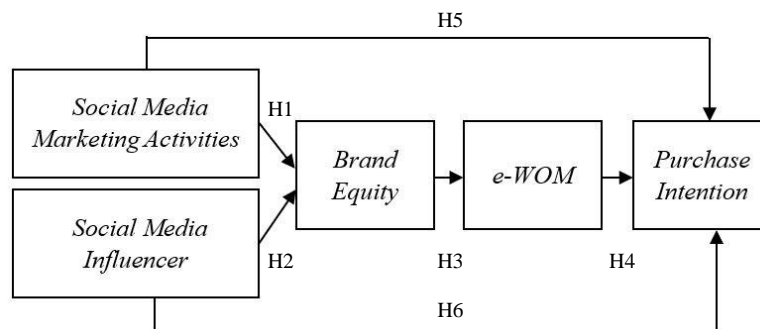 H5
Social Media
Marketing Activities
H1
Brand
Equity
e-WOM
Purchase
Intention
Social Media
Influencer
H2
H3
H4
H6